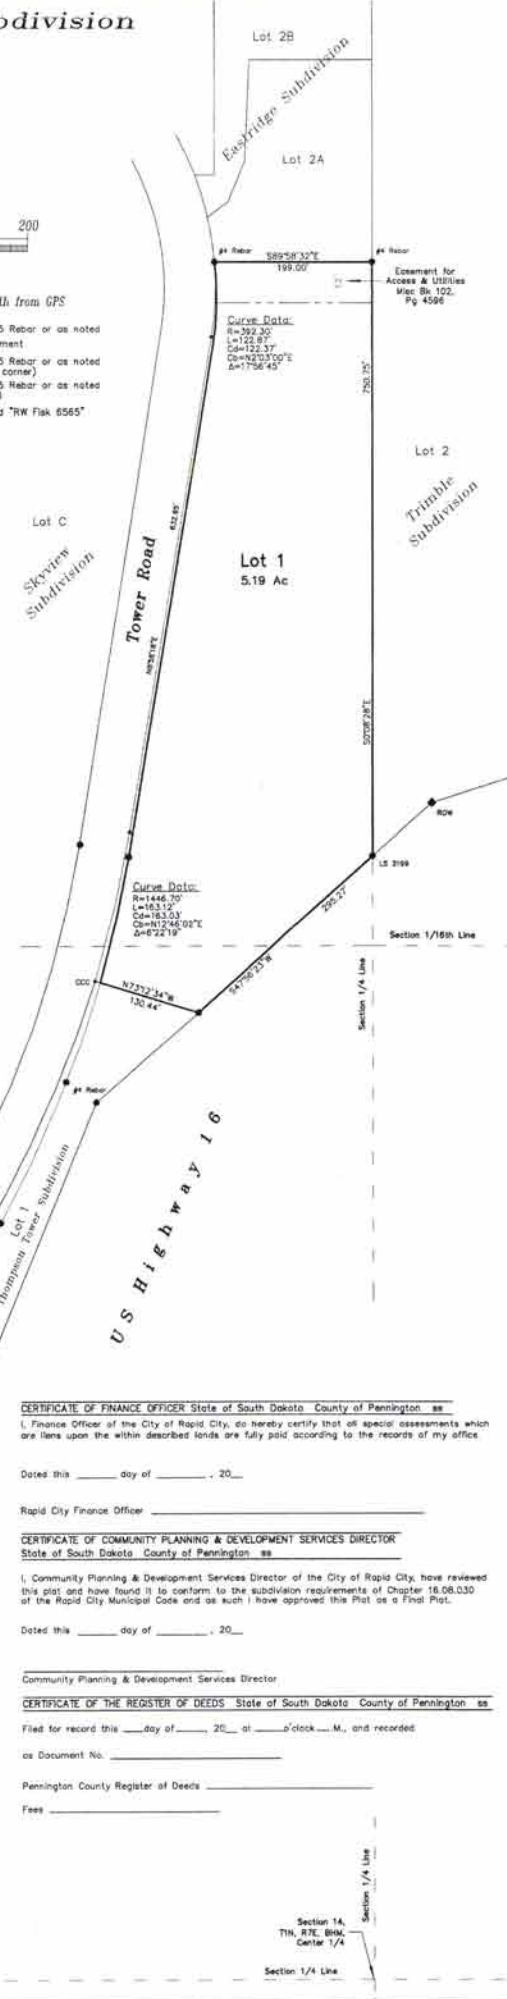 bdivision
Lot 2B
Eastridge Subdivision
Lot 2A
200
#4 Rebar
S89°58'32"E
199.00'
#4 Rebar
Easement for
Access & Utilities
Misc Bk 102,
Pg 4596
th from GPS
5 Rebar or as noted
ment
5 Rebar or as noted
corner)
5 Rebar or as noted
)
d "RW Fisk 6565"
Curve Data:
R=392.30'
L=122.87'
Cd=122.37'
Cb=N2°03'00"E
Δ=17°56'45"
750.75'
Lot 2
Trimble
Subdivision
632.85'
Lot C
Skyview
Subdivision
Tower Road
Lot 1
5.19 Ac
S0°08'28"E
ROW
LS 3199
Curve Data:
R=1446.70'
L=163.12'
Cd=163.03'
Cb=N12°46'02"E
Δ=6°22'19"
295.27'
S47°56'23"W
Section 1/16th Line
Section 1/4 Line
N73°12'34"W
130.44'
#4 Rebar
Lot 1
Thompson Tower Subdivision
US Highway 16
CERTIFICATE OF FINANCE OFFICER State of South Dakota County of Pennington ss
I, Finance Officer of the City of Rapid City, do hereby certify that all special assessments which
are liens upon the within described lands are fully paid according to the records of my office
Dated this ______ day of ______, 20__
Rapid City Finance Officer ______
CERTIFICATE OF COMMUNITY PLANNING & DEVELOPMENT SERVICES DIRECTOR
State of South Dakota County of Pennington ss
I, Community Planning & Development Services Director of the City of Rapid City, have reviewed
this plat and have found it to conform to the subdivision requirements of Chapter 16.08.030
of the Rapid City Municipal Code and as such I have approved this Plat as a Final Plat.
Dated this ______ day of ______, 20__
Community Planning & Development Services Director
CERTIFICATE OF THE REGISTER OF DEEDS State of South Dakota County of Pennington ss
Filed for record this ___day of_____, 20__ at _____o'clock___M., and recorded
as Document No. ______
Pennington County Register of Deeds ______
Fees ______
Section 1/4 Line
Section 14,
T1N, R7E, BHM,
Center 1/4
Section 1/4 Line